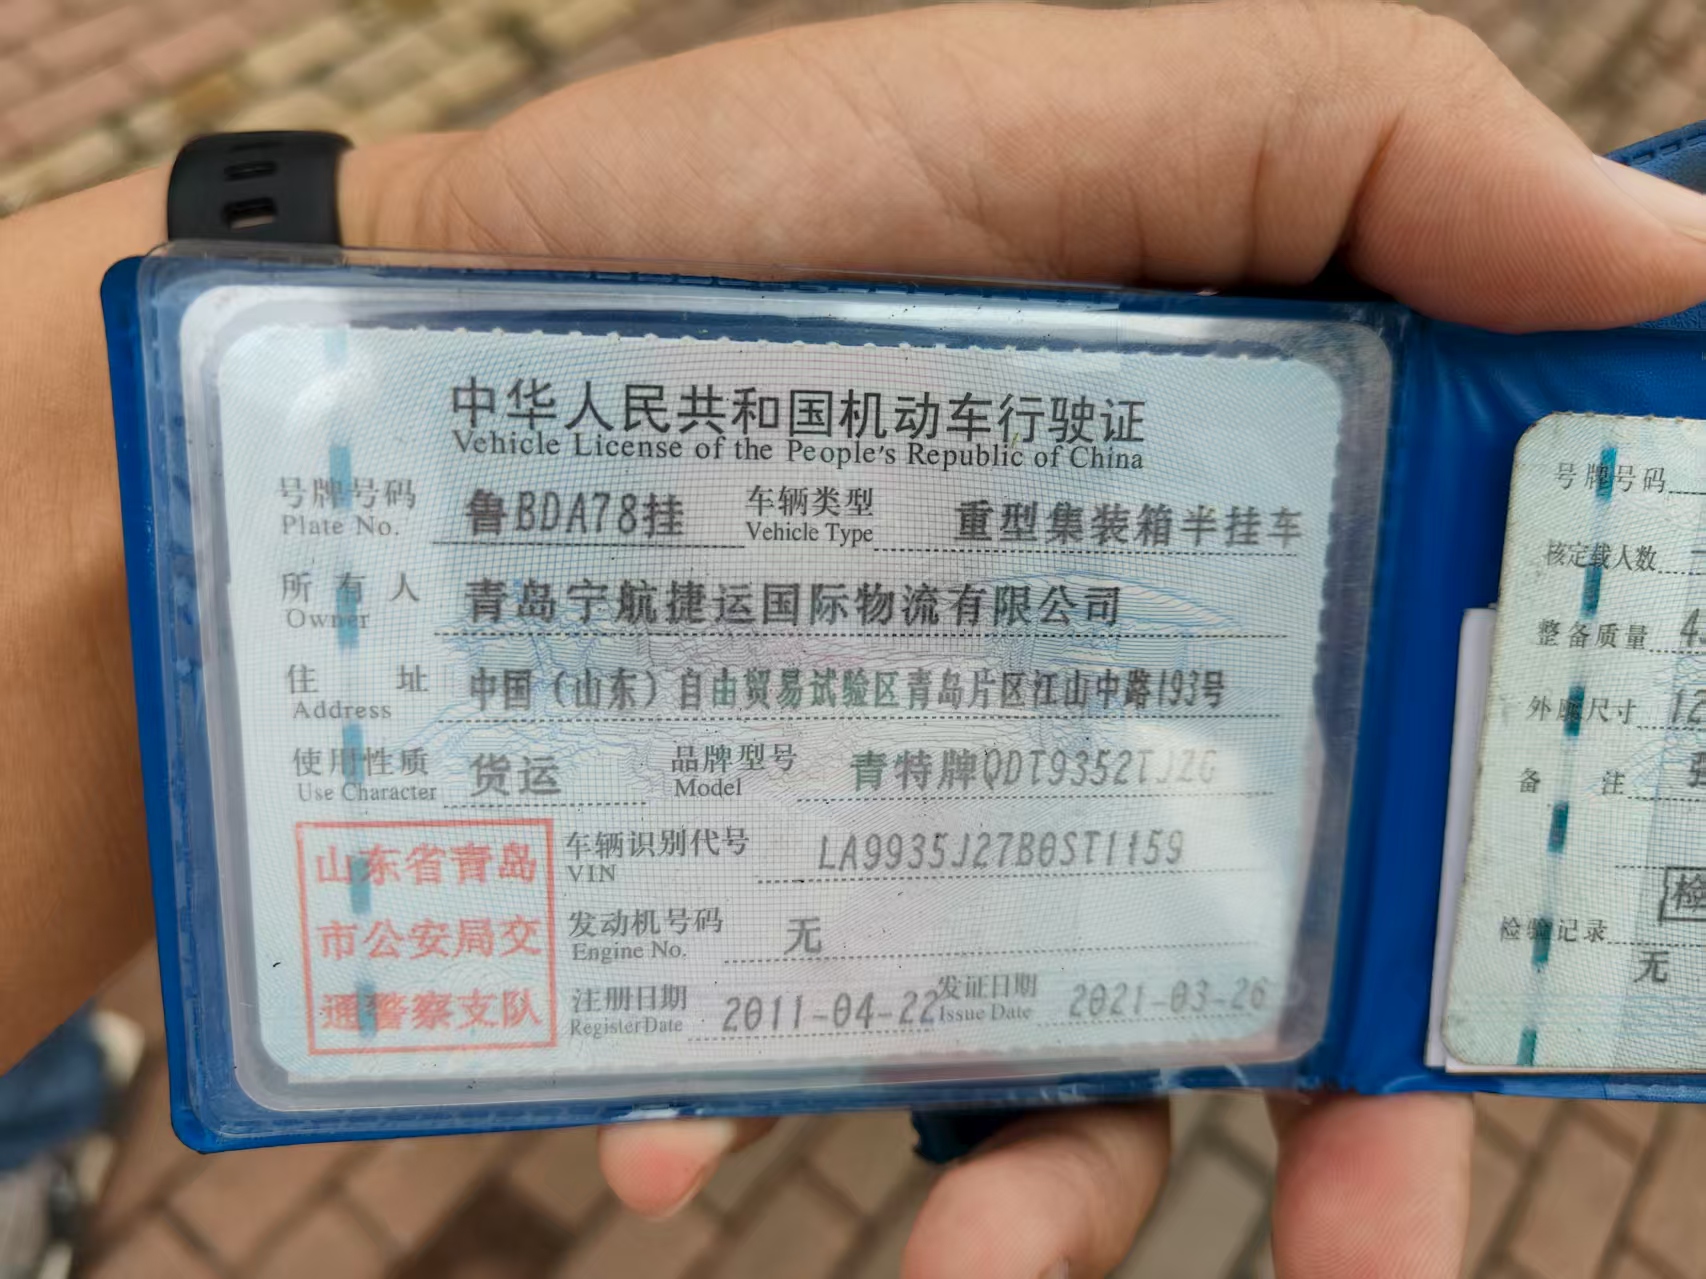 中华人民共和国机动车行驶证
Vehicle License of the People's Republic of China
号牌号码 鲁BDA78挂 车辆类型 重型集装箱半挂车
Plate No. Vehicle Type
所有人 青岛宇航捷运国际物流有限公司
Owner
住址 中国（山东）自由贸易试验区青岛片区江山中路193号
Address
使用性质 货运 品牌型号 青特牌QDT9352TJZG
Use Character Model
车辆识别代号 LA9935J27B0ST1159
VIN
发动机号码 无
Engine No.
注册日期 2011-04-22 发证日期 2021-03-26
Register Date Issue Date
山东省青岛
市公安局交
通警察支队
号牌号码
核定载人数
整备质量 4
外廓尺寸 12
备注
检
检验记录
无